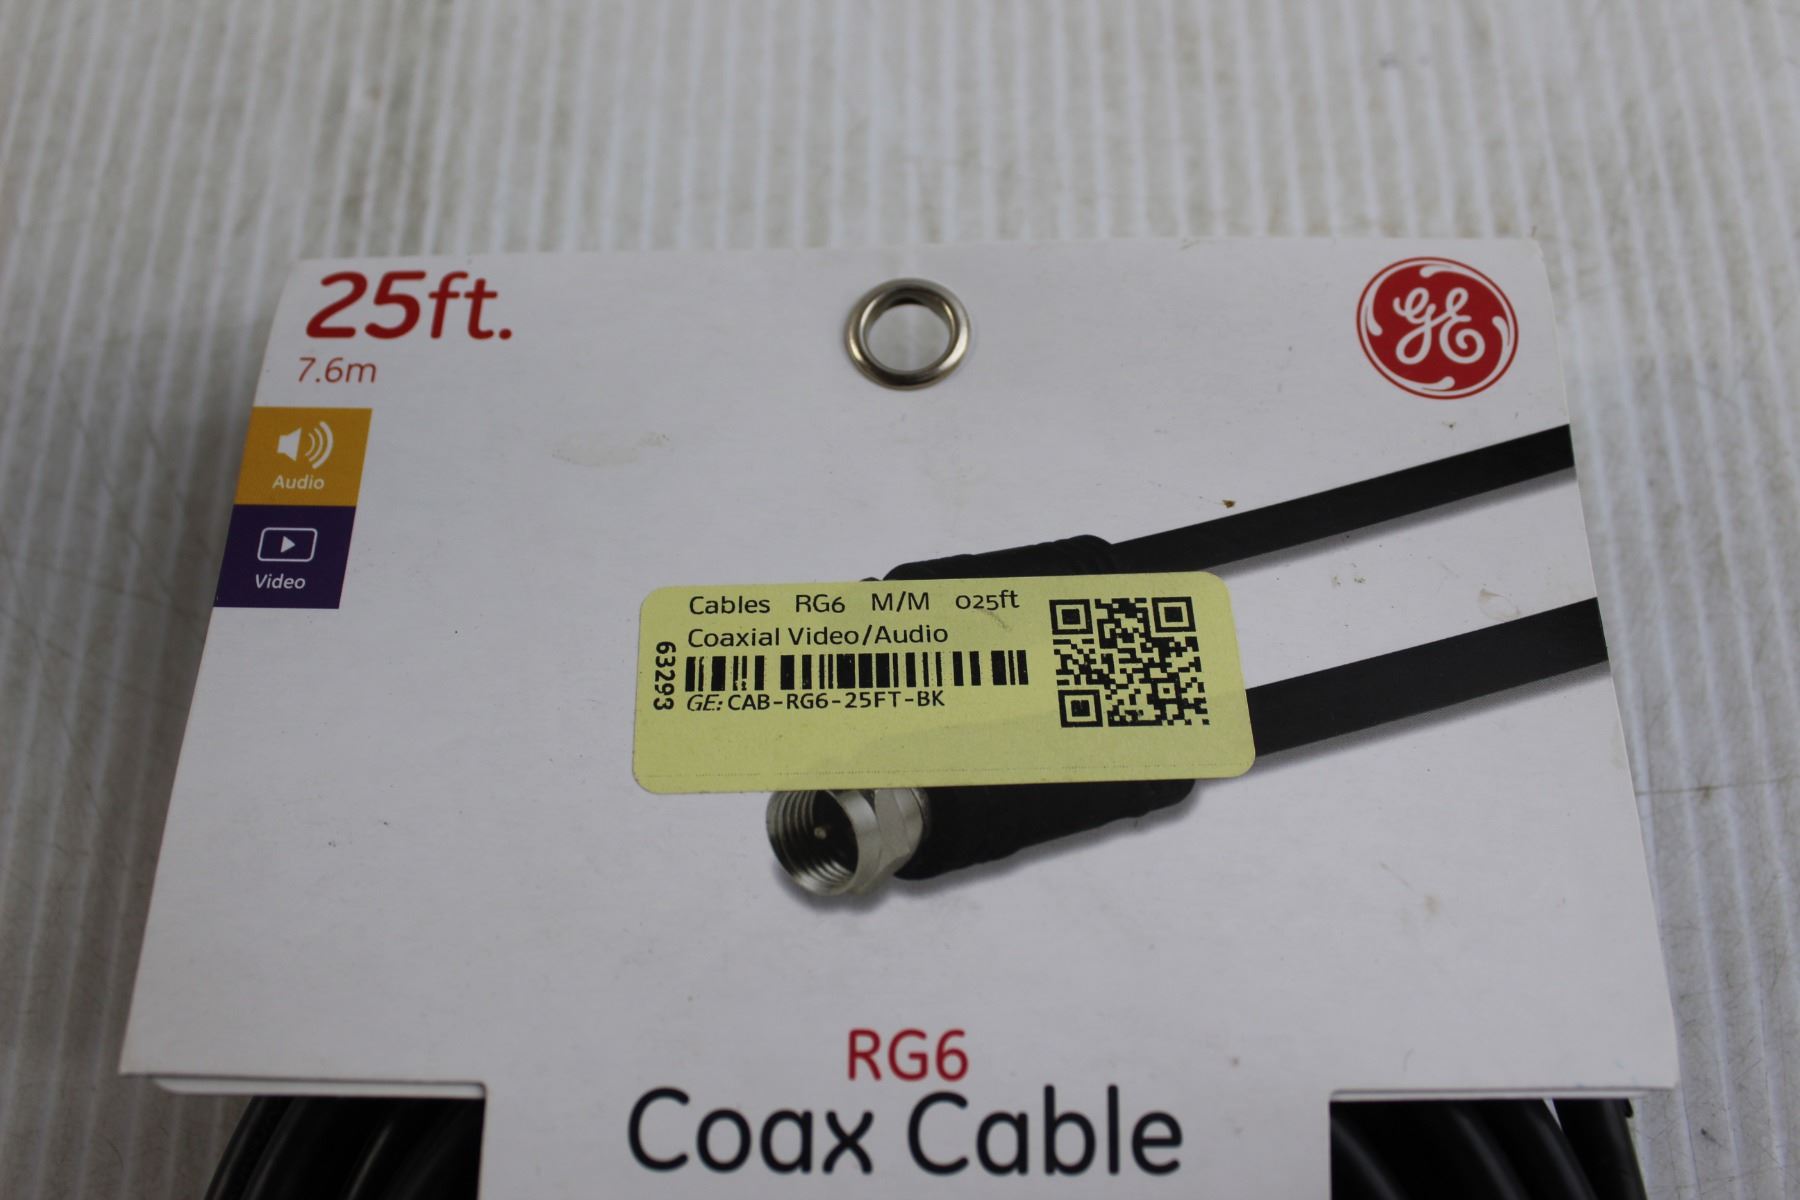 25ft.
7.6m
GE
Audio
Video
Cables RG6 M/M 025ft
Coaxial Video/Audio
63293
GE: CAB-RG6-25FT-BK
RG6
Coax Cable